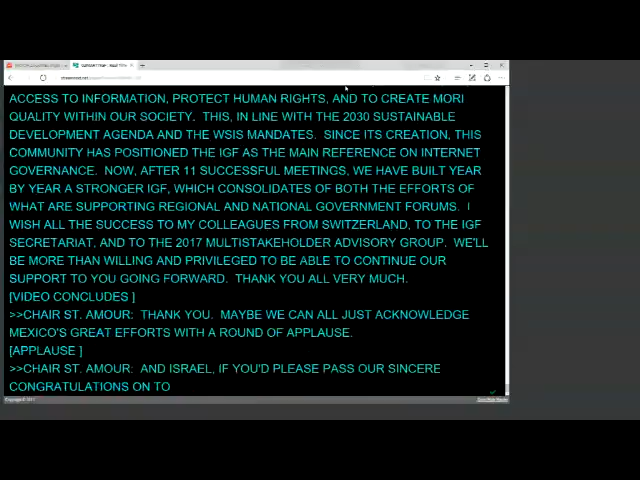 ACCESS TO INFORMATION, PROTECT HUMAN RIGHTS, AND TO CREATE MORI
QUALITY WITHIN OUR SOCIETY.  THIS, IN LINE WITH THE 2030 SUSTAINABLE
DEVELOPMENT AGENDA AND THE WSIS MANDATES.  SINCE ITS CREATION, THIS
COMMUNITY HAS POSITIONED THE IGF AS THE MAIN REFERENCE ON INTERNET
GOVERNANCE.  NOW, AFTER 11 SUCCESSFUL MEETINGS, WE HAVE BUILT YEAR
BY YEAR A STRONGER IGF, WHICH CONSOLIDATES OF BOTH THE EFFORTS OF
WHAT ARE SUPPORTING REGIONAL AND NATIONAL GOVERNMENT FORUMS.  I
WISH ALL THE SUCCESS TO MY COLLEAGUES FROM SWITZERLAND, TO THE IGF
SECRETARIAT, AND TO THE 2017 MULTISTAKEHOLDER ADVISORY GROUP.  WE'LL
BE MORE THAN WILLING AND PRIVILEGED TO BE ABLE TO CONTINUE OUR
SUPPORT TO YOU GOING FORWARD.  THANK YOU ALL VERY MUCH.
[VIDEO CONCLUDES ]
>>CHAIR ST. AMOUR:  THANK YOU.  MAYBE WE CAN ALL JUST ACKNOWLEDGE
MEXICO'S GREAT EFFORTS WITH A ROUND OF APPLAUSE.
[APPLAUSE ]
>>CHAIR ST. AMOUR:  AND ISRAEL, IF YOU'D PLEASE PASS OUR SINCERE
CONGRATULATIONS ON TO